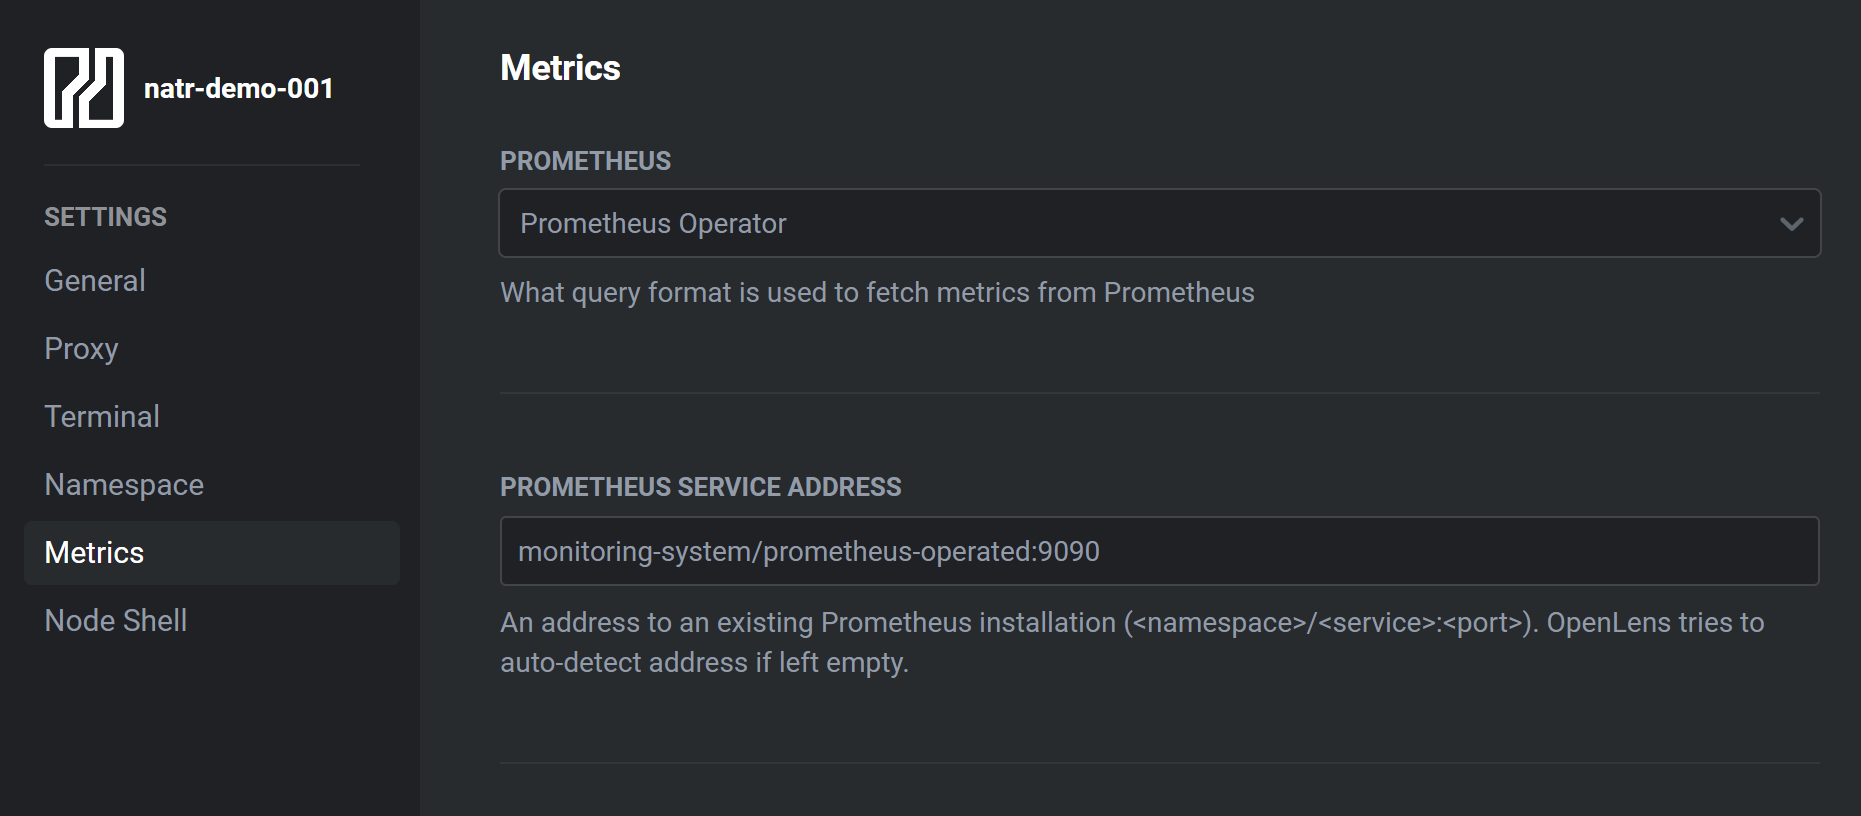 natr-demo-001
SETTINGS
General
Proxy
Terminal
Namespace
Metrics
Node Shell
Metrics
PROMETHEUS
Prometheus Operator
What query format is used to fetch metrics from Prometheus
PROMETHEUS SERVICE ADDRESS
monitoring-system/prometheus-operated:9090
An address to an existing Prometheus installation (<namespace>/<service>:<port>). OpenLens tries to
auto-detect address if left empty.